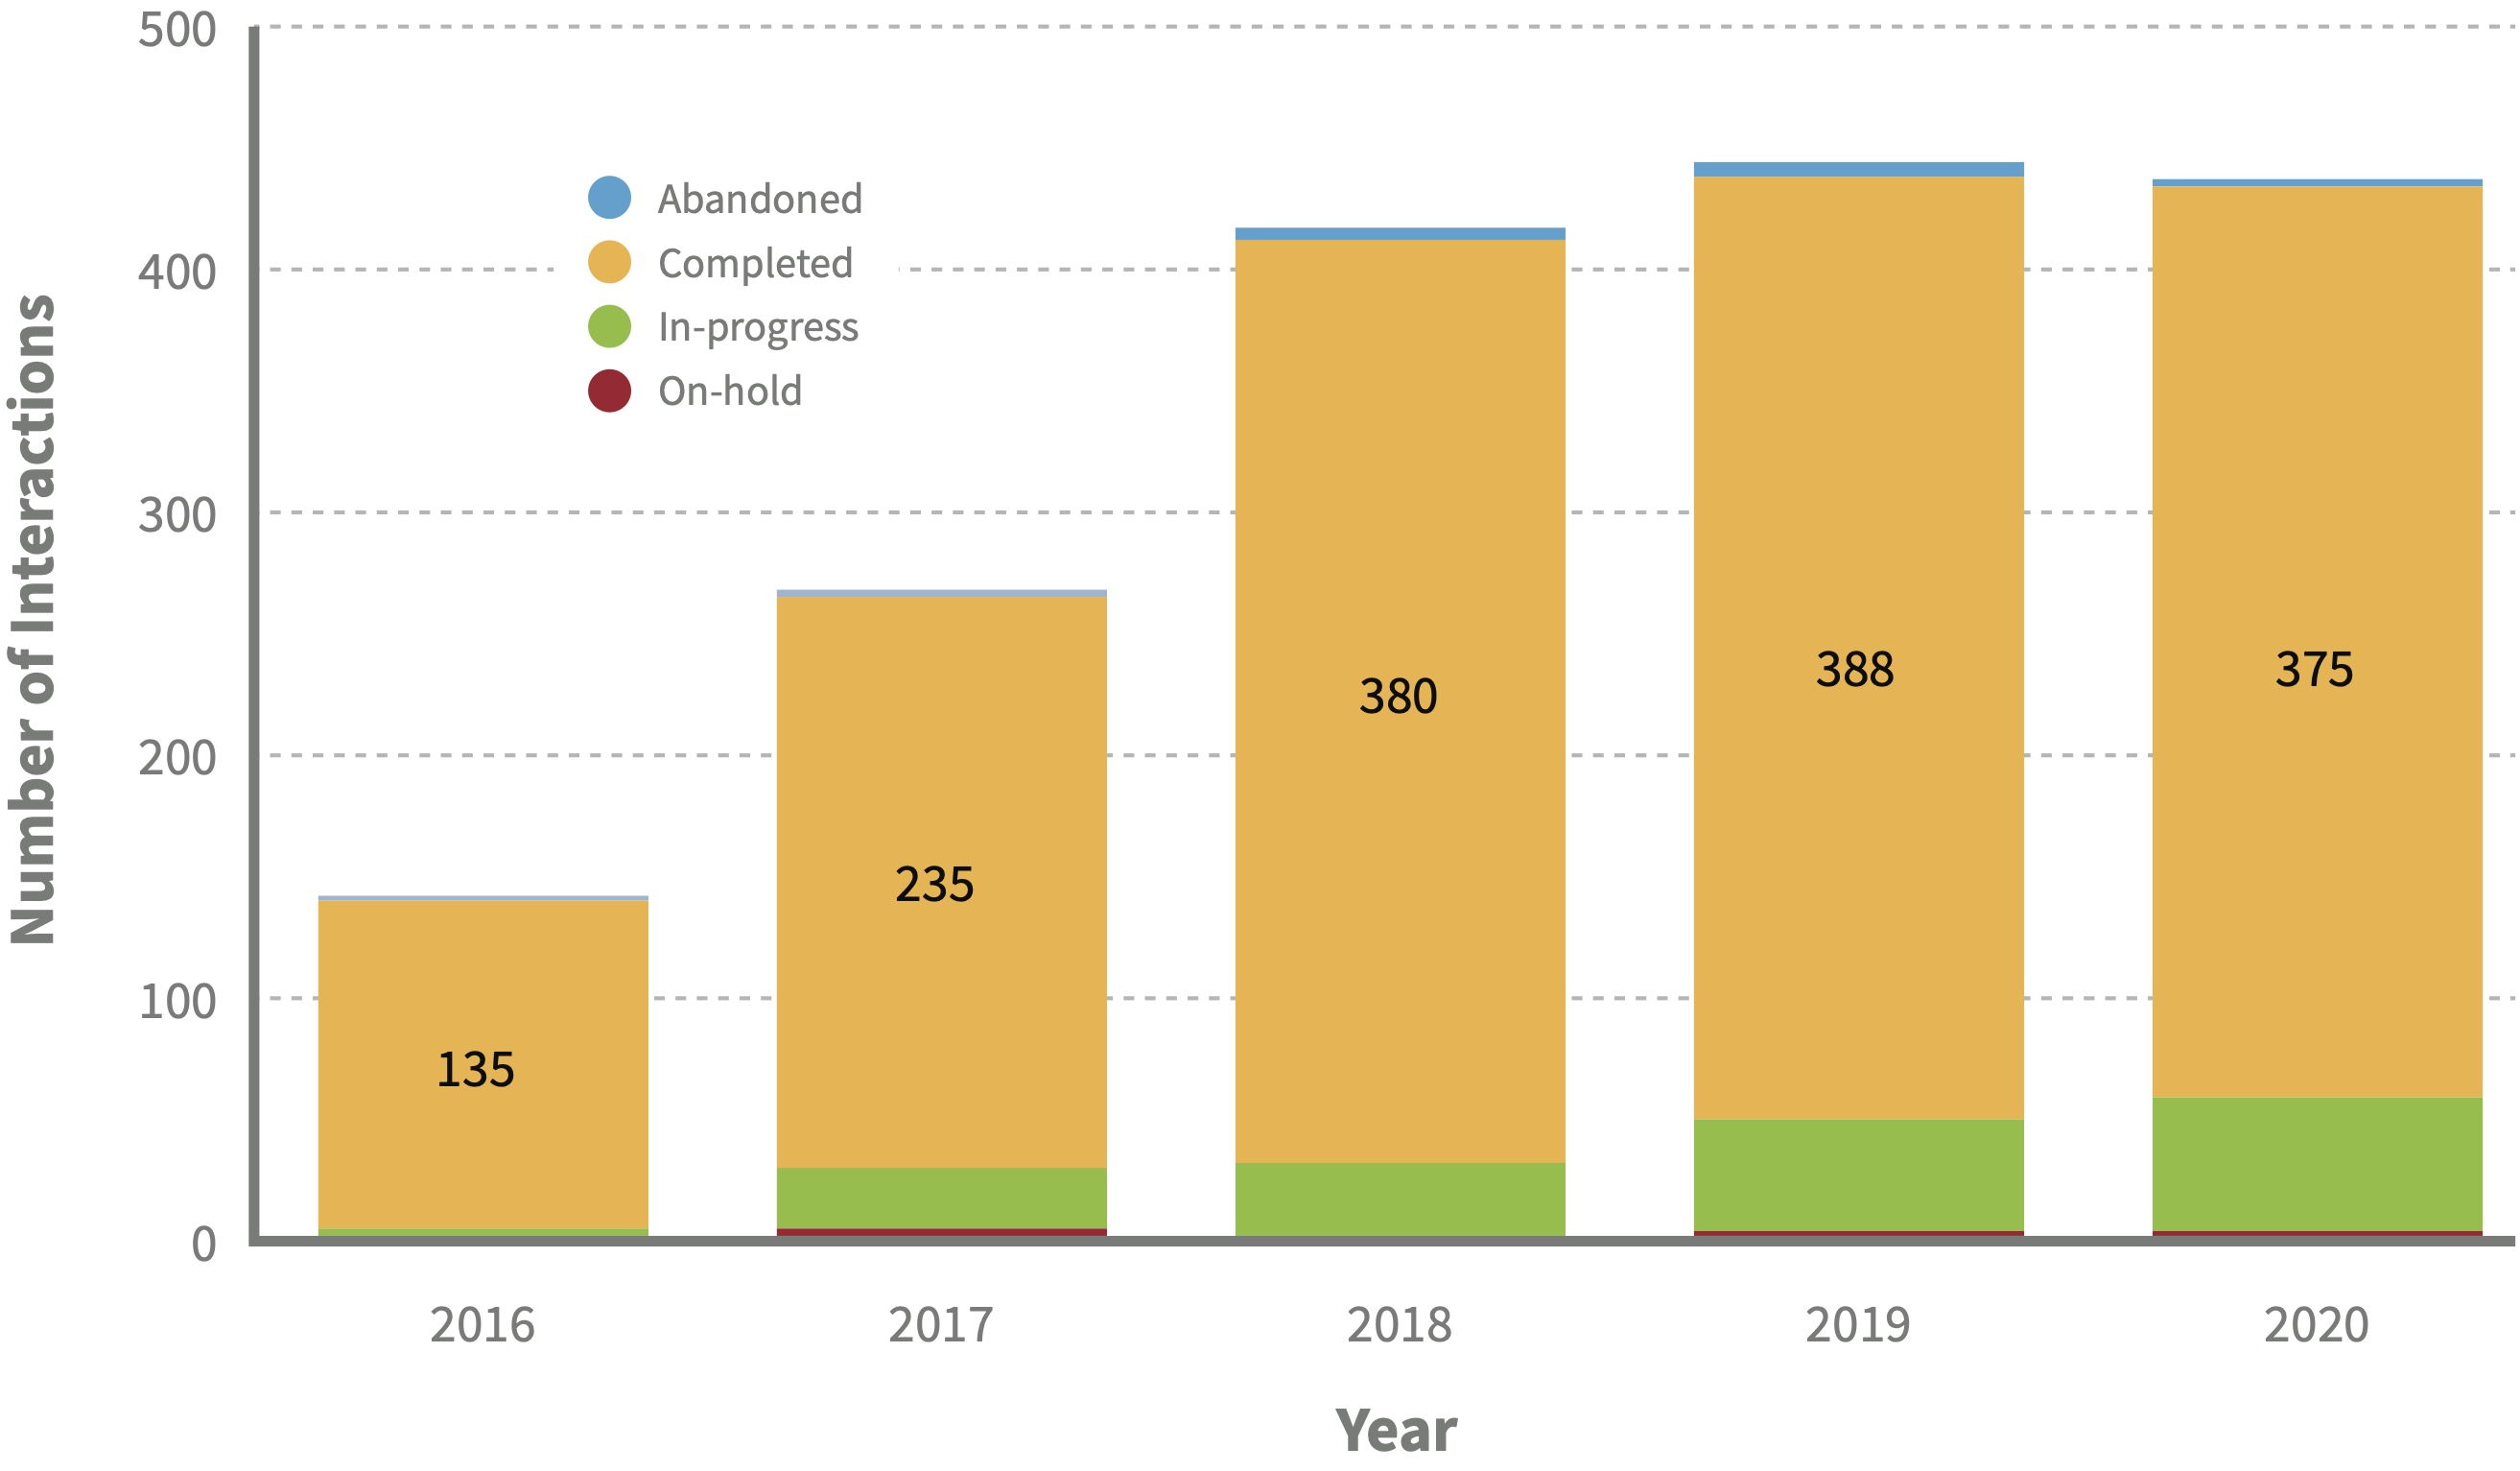 500
400
300
200
100
0
Number of Interactions
Abandoned
Completed
In-progress
On-hold
135
235
380
388
375
2016
2017
2018
2019
2020
Year